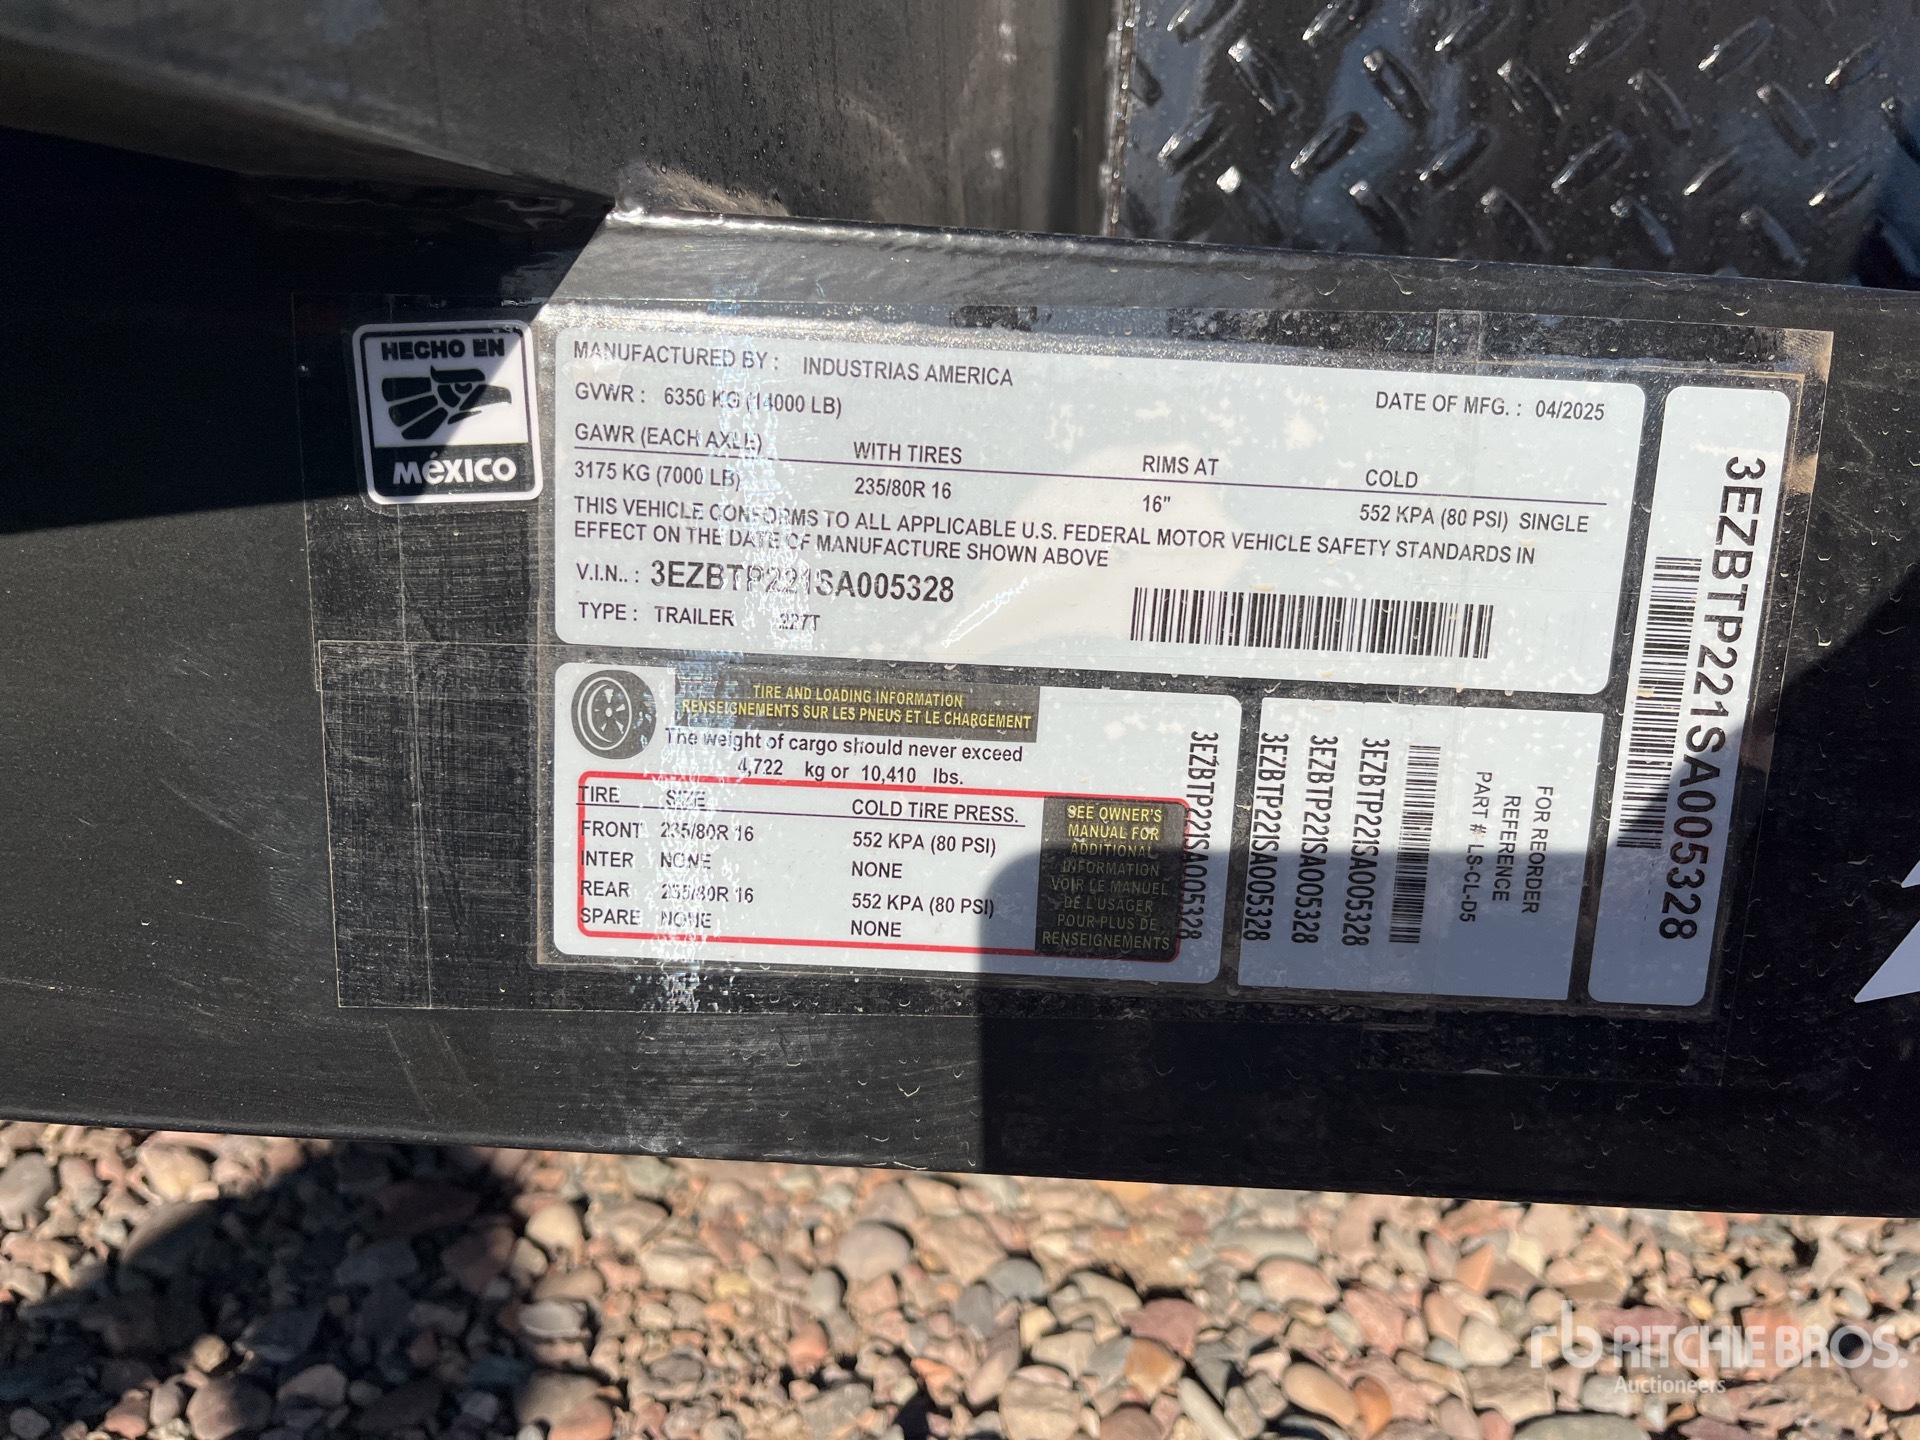 HECHO EN
MéXICO
MANUFACTURED BY : INDUSTRIAS AMERICA
GVWR : 6350 KG (14000 LB)
DATE OF MFG. : 04/2025
GAWR (EACH AXLE) WITH TIRES RIMS AT COLD
3175 KG (7000 LB) 235/80R 16 16" 552 KPA (80 PSI) SINGLE
THIS VEHICLE CONFORMS TO ALL APPLICABLE U.S. FEDERAL MOTOR VEHICLE SAFETY STANDARDS IN
EFFECT ON THE DATE OF MANUFACTURE SHOWN ABOVE
V.I.N.. : 3EZBTP221SA005328
TYPE : TRAILER 227T
3EZBTP221SA005328
TIRE AND LOADING INFORMATION
RENSEIGNEMENTS SUR LES PNEUS ET LE CHARGEMENT
The weight of cargo should never exceed
4,722 kg or 10,410 lbs.
TIRE SIZE COLD TIRE PRESS.
FRONT 235/80R 16 552 KPA (80 PSI)
INTER NONE NONE
REAR 235/80R 16 552 KPA (80 PSI)
SPARE NONE NONE
SEE OWNER'S
MANUAL FOR
ADDITIONAL
INFORMATION
VOIR LE MANUEL
DE L'USAGER
POUR PLUS DE
RENSEIGNEMENTS
3EZBTP221SA005328
3EZBTP221SA005328
3EZBTP221SA005328
3EZBTP221SA005328
FOR REORDER
REFERENCE
PART # LS-CL-D5
rb RITCHIE BROS.
Auctioneers